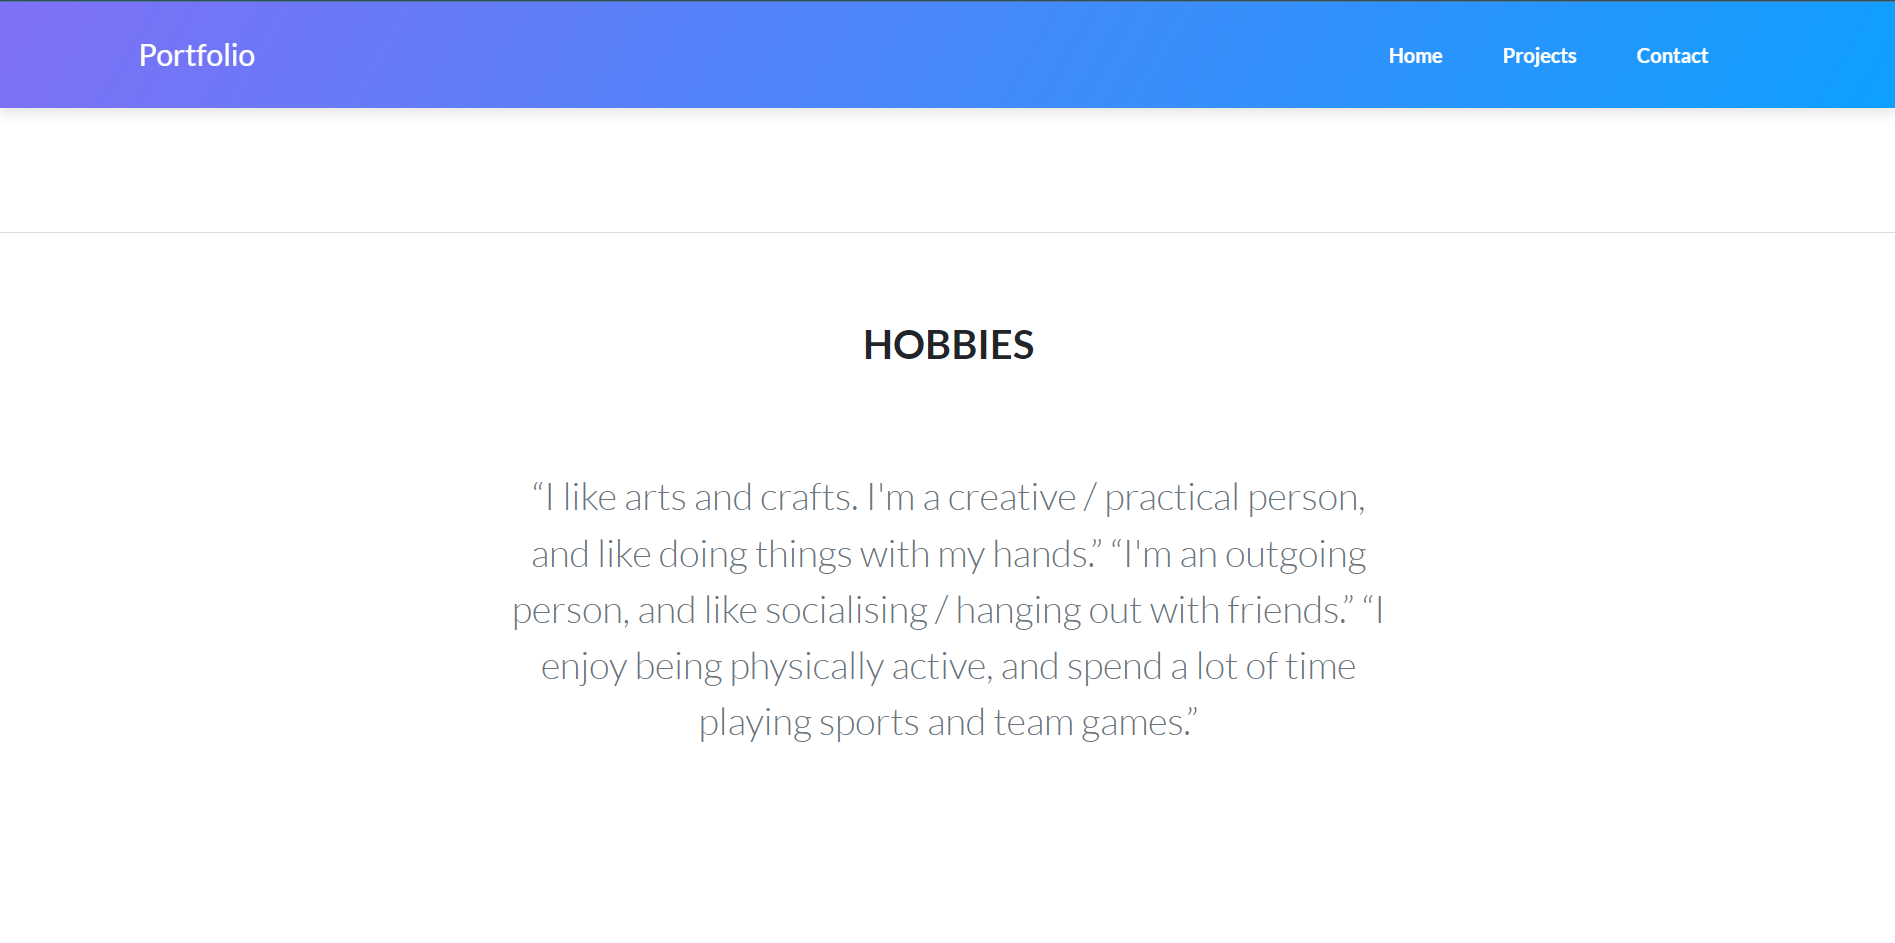 Portfolio
Home Projects Contact
HOBBIES
“I like arts and crafts. I'm a creative / practical person,
and like doing things with my hands.” “I'm an outgoing
person, and like socialising / hanging out with friends.” “I
enjoy being physically active, and spend a lot of time
playing sports and team games.”